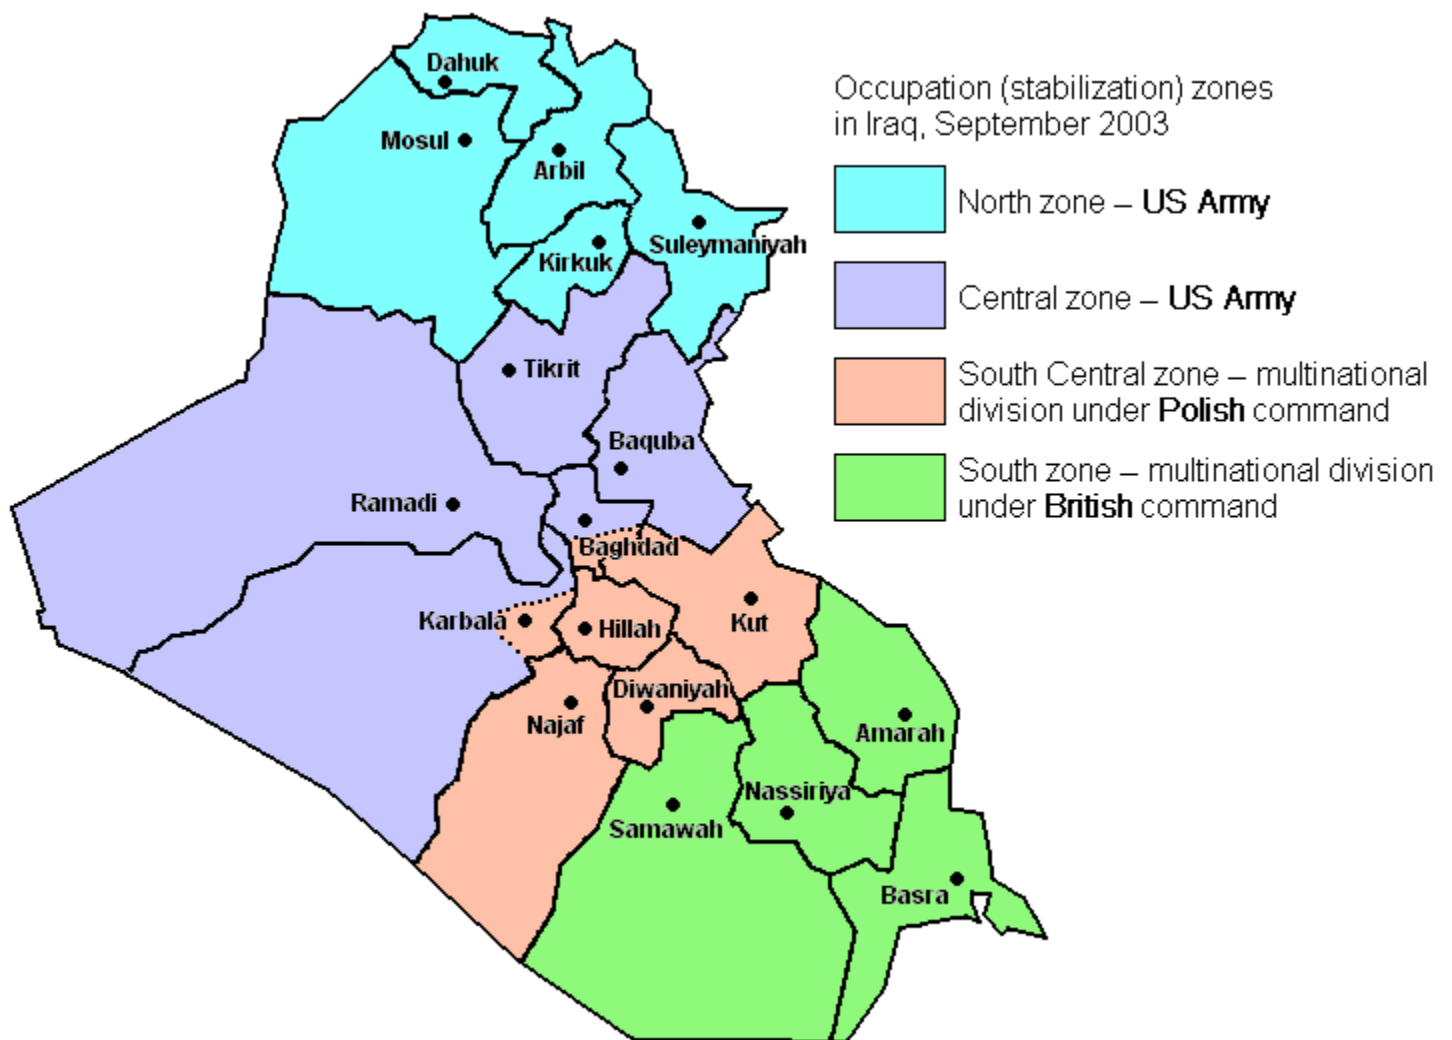 Dahuk
Mosul
Arbil
Kirkuk
Suleymaniyah
Tikrit
Baquba
Ramadi
Baghdad
Karbala
Hillah
Kut
Najaf
Diwaniyah
Amarah
Nassiriya
Samawah
Basra
Occupation (stabilization) zones
in Iraq, September 2003
North zone – US Army
Central zone – US Army
South Central zone – multinational
division under Polish command
South zone – multinational division
under British command